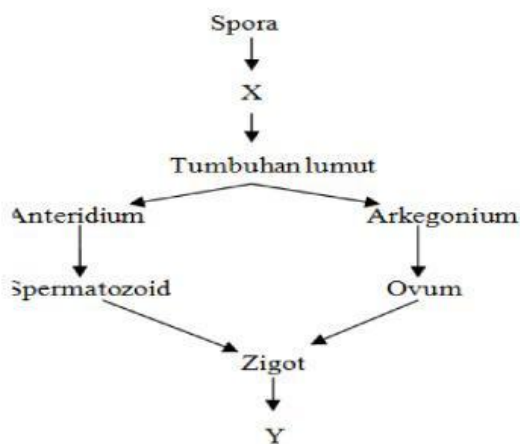 Spora
X
Tumbuhan lumut
Anteridium Arkegonium
Spermatozoid Ovum
Zigot
Y